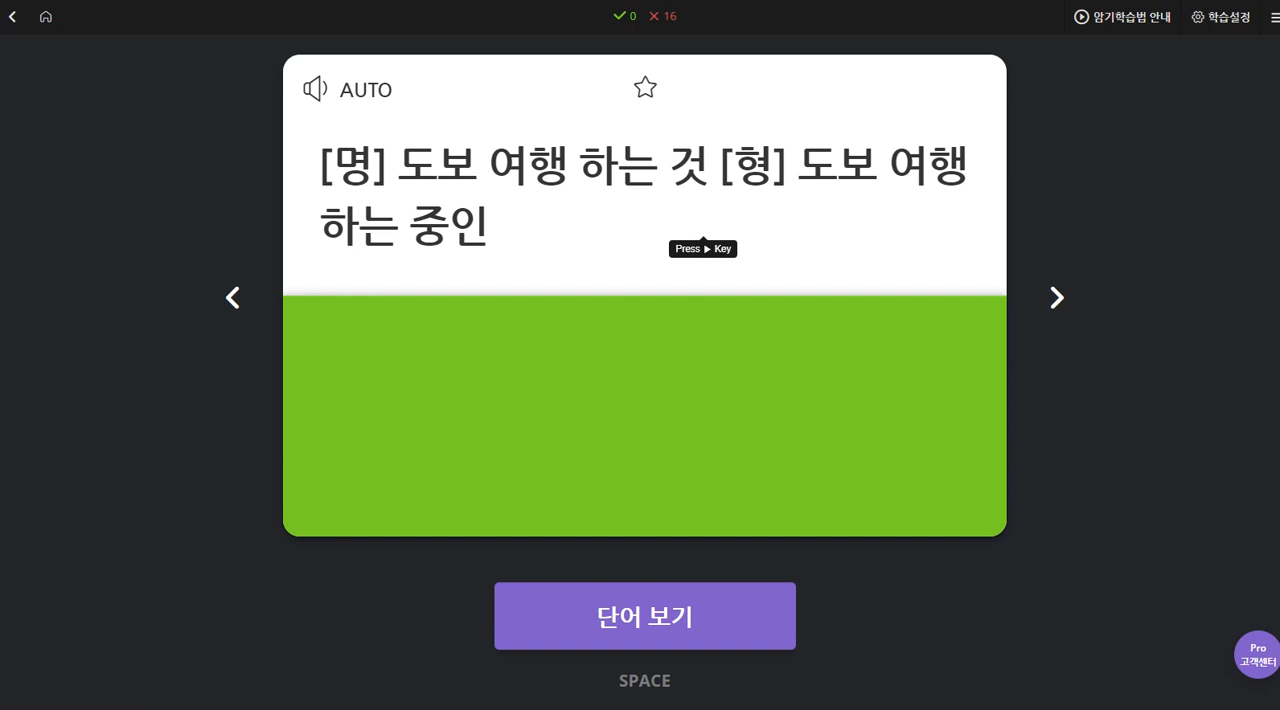 0 16
암기학습법 안내 학습설정
AUTO
[명] 도보 여행 하는 것 [형] 도보 여행
하는 중인
Press ▶ Key
단어 보기
SPACE
Pro
고객센터